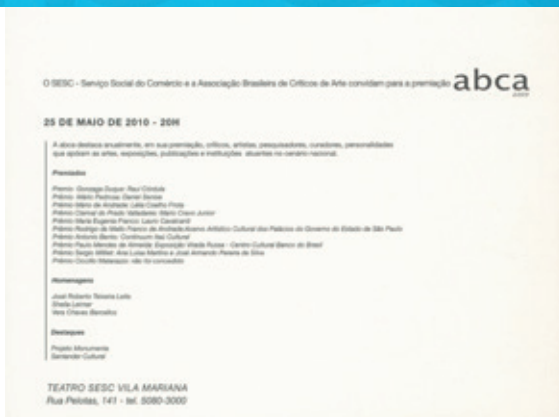 O SESC - Serviço Social do Comércio e a Associação Brasileira de Críticos de Arte convidam para a premiação abca
25 DE MAIO DE 2010 - 20H
A abca destaca anualmente, em sua premiação, críticos, artistas, pesquisadores, curadores, personalidades
que apoiam as artes, exposições, publicações e instituições atuantes no cenário nacional.
Premiados
Prêmio Gonzaga Duque: Raul Córdula
Prêmio Mário Pedrosa: Daniel Senise
Prêmio Mário de Andrade: Lélia Coelho Frota
Prêmio Clarival do Prado Valladares: Mário Cravo Junior
Prêmio Maria Eugenia Franco: Lauro Cavalcanti
Prêmio Rodrigo de Mello Franco de Andrade: Acervo Artístico Cultural dos Palácios do Governo do Estado de São Paulo
Prêmio Antonio Bento: Continuum Itaú Cultural
Prêmio Paulo Mendes de Almeida: Exposição Virada Russa - Centro Cultural Banco do Brasil
Prêmio Sergio Milliet: Ana Luisa Martins e José Armando Pereira da Silva
Prêmio Ciccillo Matarazzo: não foi concedido
Homenagens
José Roberto Teixeira Leite
Sheila Leirner
Vera Chaves Barcellos
Destaques
Projeto Monumenta
Santander Cultural
TEATRO SESC VILA MARIANA
Rua Pelotas, 141 - tel. 5080-3000